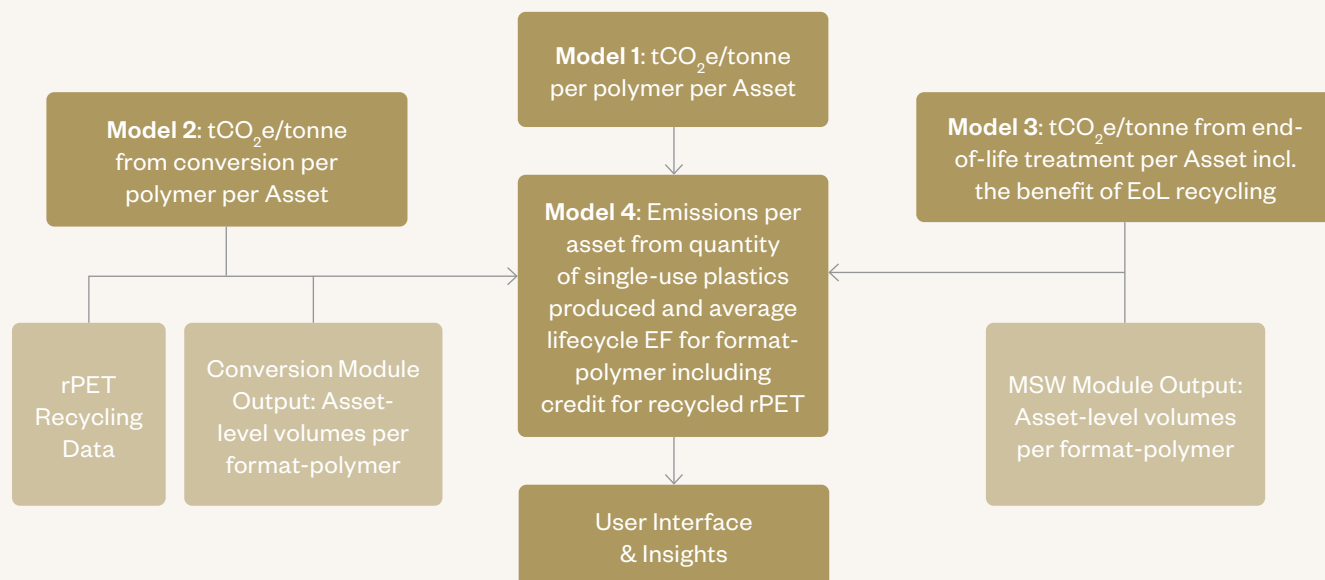 Model 1: tCO₂e/tonne
per polymer per Asset
Model 2: tCO₂e/tonne
from conversion per
polymer per Asset
Model 3: tCO₂e/tonne from end-
of-life treatment per Asset incl.
the benefit of EoL recycling
Model 4: Emissions per
asset from quantity
of single-use plastics
produced and average
lifecycle EF for format-
polymer including
credit for recycled rPET
rPET
Recycling
Data
Conversion Module
Output: Asset-
level volumes per
format-polymer
MSW Module Output:
Asset-level volumes
per format-polymer
User Interface
& Insights